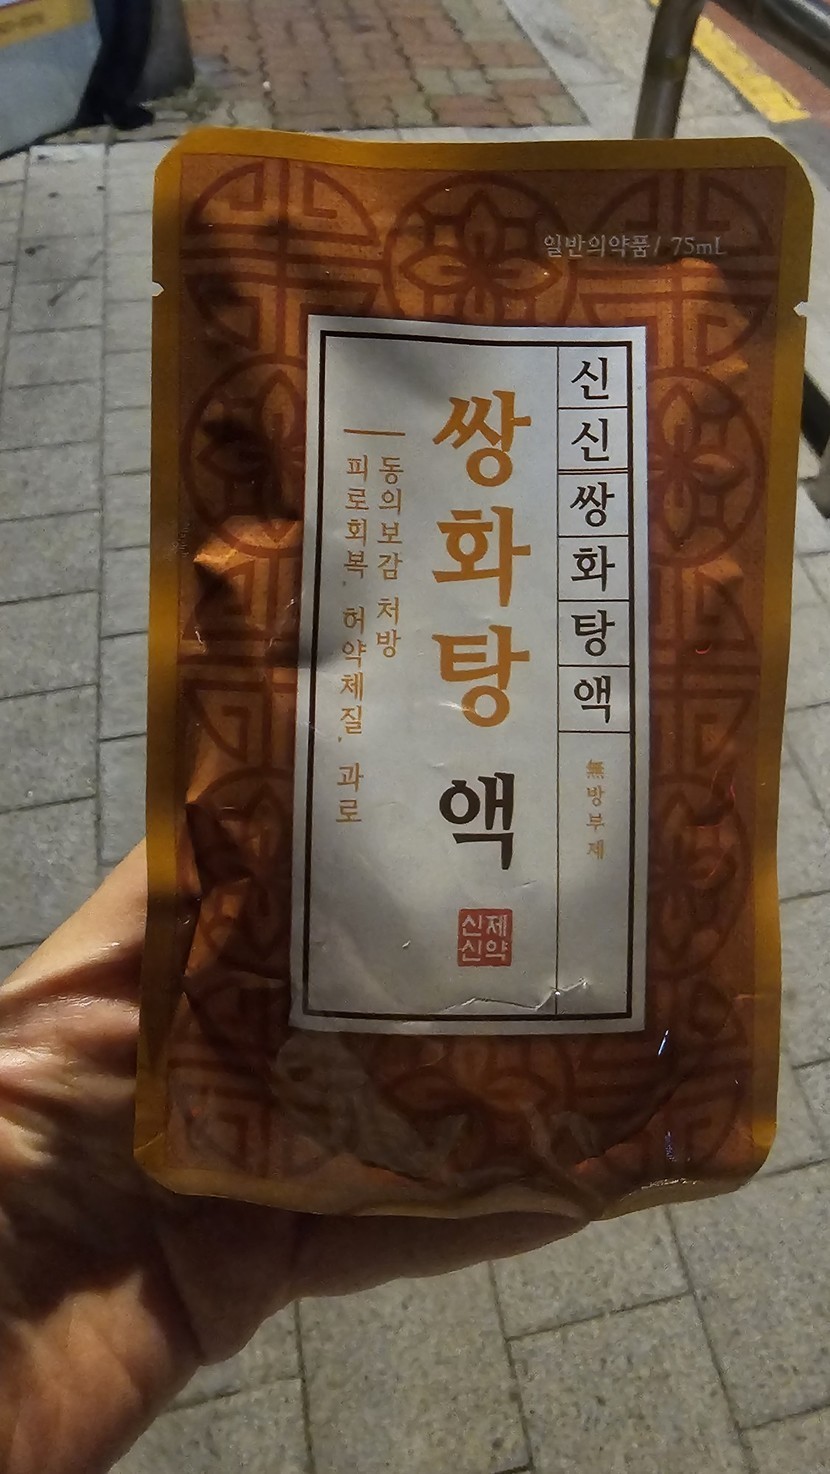 일반의약품/ 75mL
신신쌍화탕액
無방부제
쌍화탕 액
동의보감 처방
피로회복, 허약체질, 과로
신제
신약